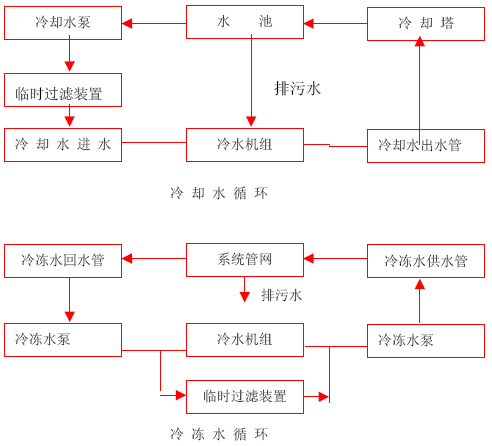 冷却水泵
水 池
冷 却 塔
临时过滤装置
排污水
冷 却 水 进 水
冷水机组
冷却水出水管
冷 却 水 循 环
冷冻水回水管
系统管网
冷冻水供水管
排污水
冷冻水泵
冷水机组
冷冻水泵
临时过滤装置
冷 冻 水 循 环